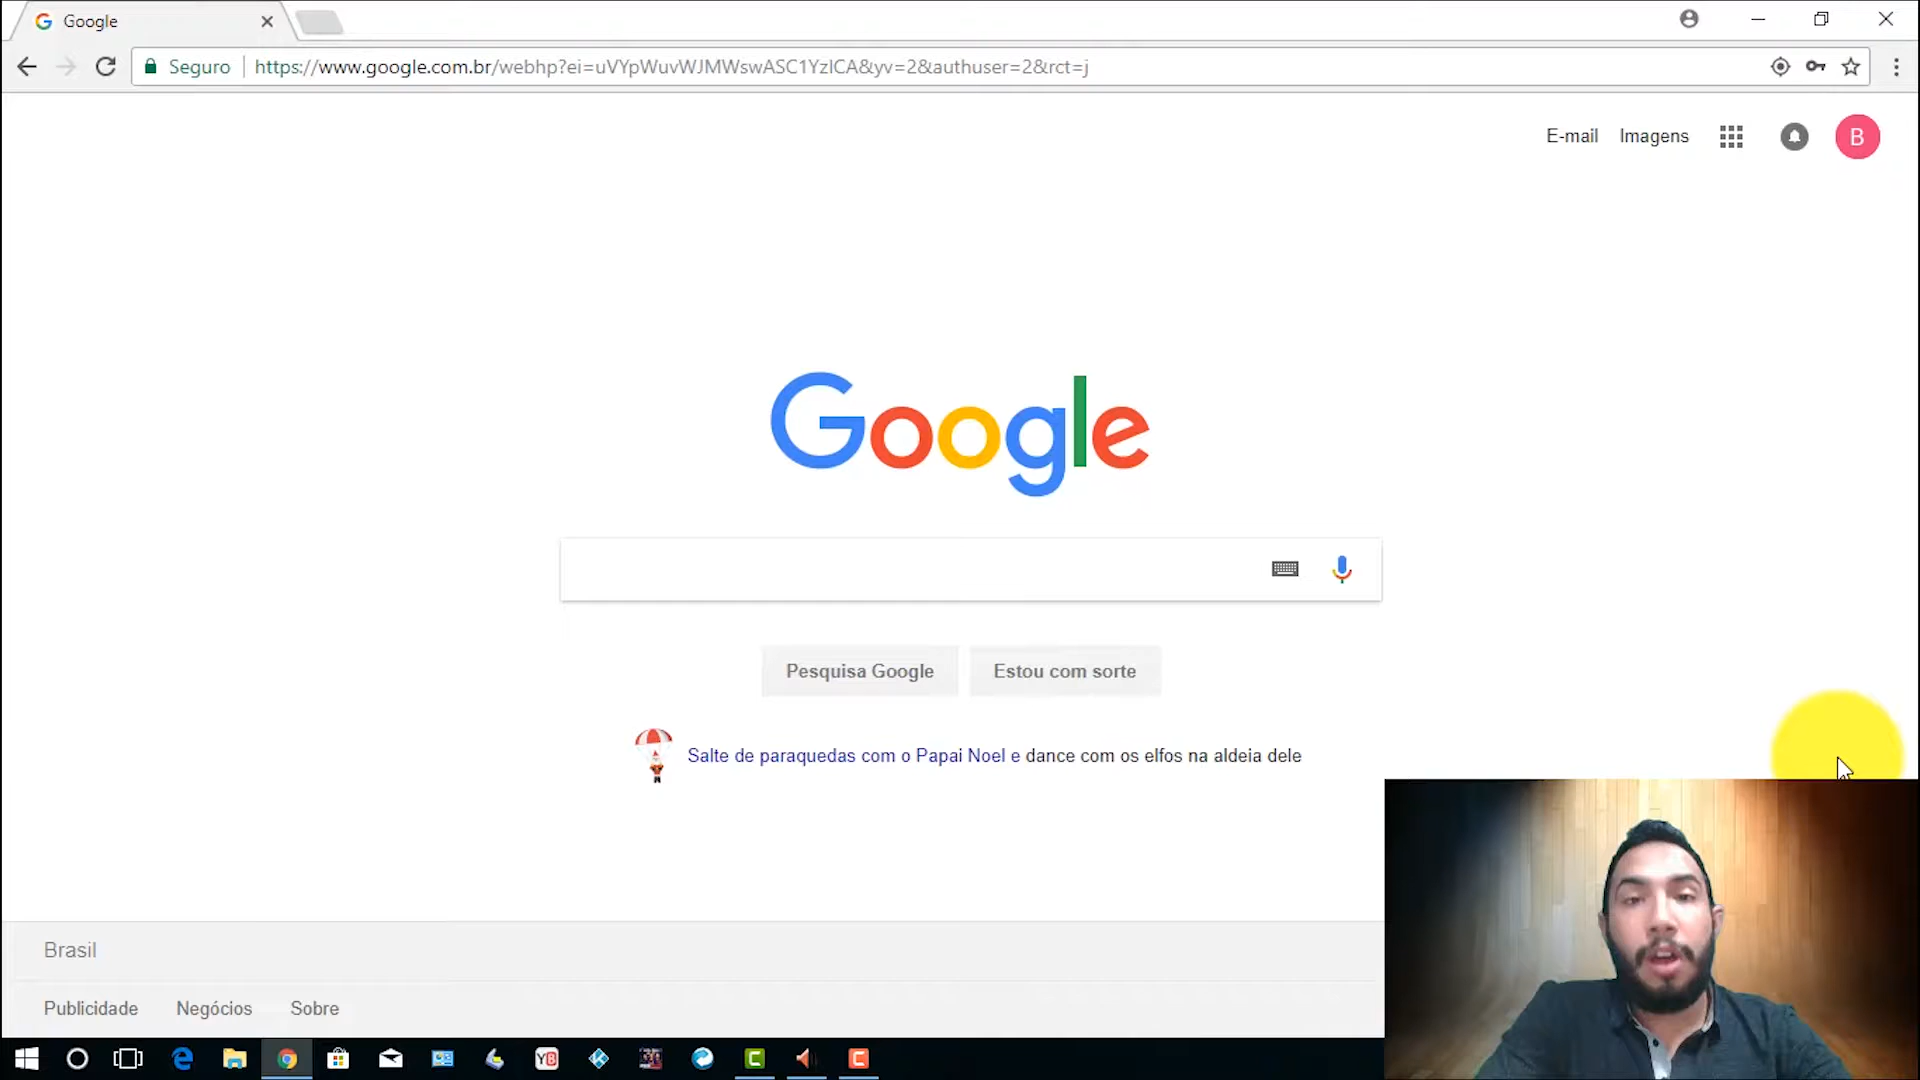 Google
Seguro
https://www.google.com.br/webhp?ei=uVYpWuvWJMWswASC1YzICA&yv=2&authuser=2&rct=j
E-mail Imagens B
Google
Pesquisa Google Estou com sorte
Salte de paraquedas com o Papai Noel e dance com os elfos na aldeia dele
Brasil
Publicidade Negócios Sobre
YB